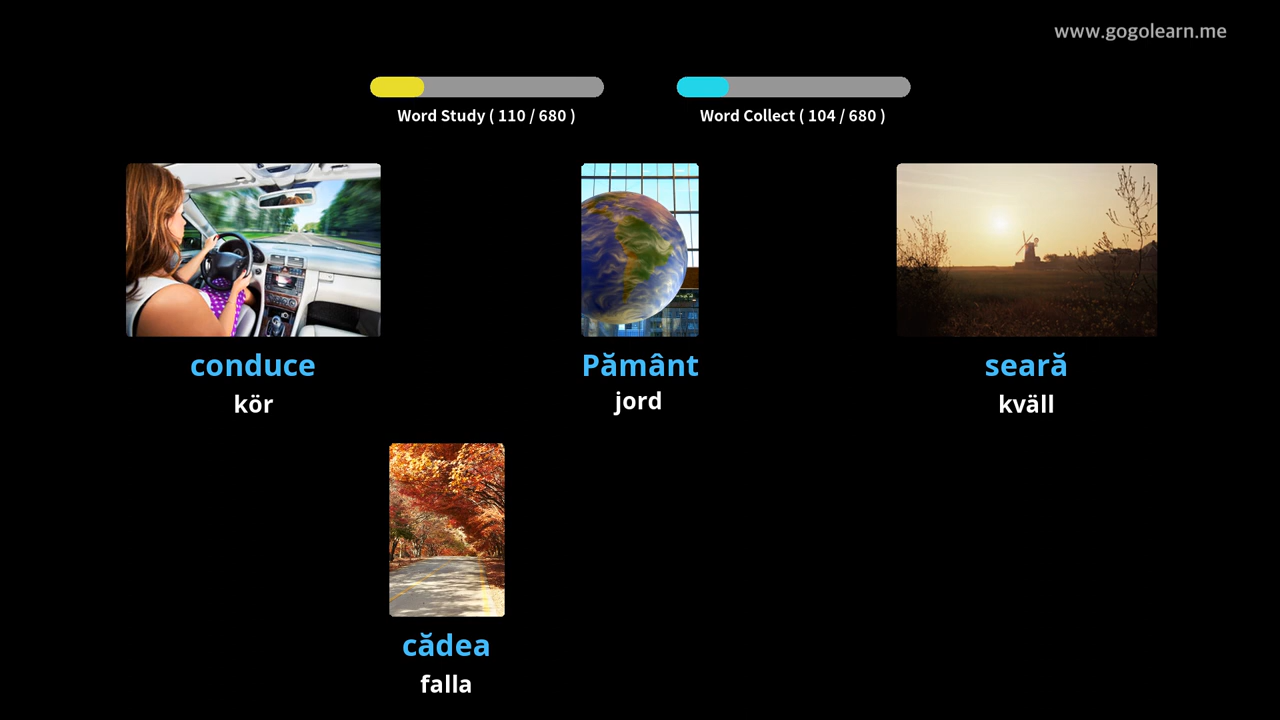 www.gogolearn.me
Word Study ( 110 / 680 )
Word Collect ( 104 / 680 )
conduce
kör
Pământ
jord
seară
kväll
cădea
falla